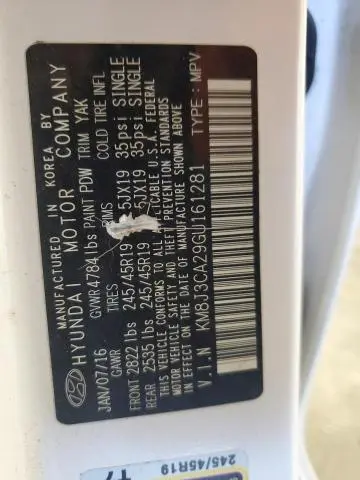 MANUFACTURED IN KOREA BY
HYUNDAI MOTOR COMPANY
JAN/07/16 GVWR 4784 lbs PAINT PDW TRIM YAK
GAWR TIRES RIMS COLD TIRE INFL
FRONT 2822 lbs 245/45R19 5JX19 35psi SINGLE
REAR 2535 lbs 245/45R19 5JX19 35psi SINGLE
THIS VEHICLE CONFORMS TO ALL APPLICABLE U.S.A. FEDERAL
MOTOR VEHICLE SAFETY AND THEFT PREVENTION STANDARDS
IN EFFECT ON THE DATE OF MANUFACTURE SHOWN ABOVE
V.I.N KM8J3CA29GU161281 TYPE: MPV
245/45R19